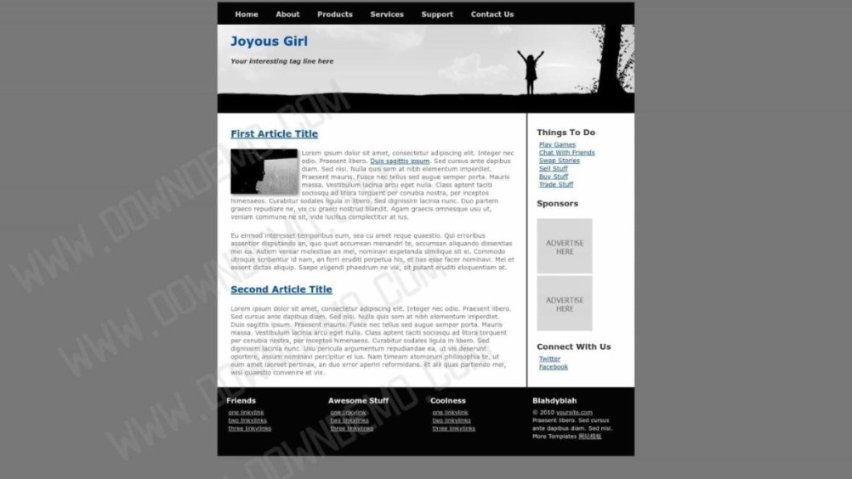 Home About Products Services Support Contact Us
Joyous Girl
Your interesting tag line here
First Article Title
Lorem ipsum dolor sit amet, consectetur adipiscing elit. Integer nec
odio. Praesent libero. Duis sagittis ipsum. Sed cursus ante dapibus
diam. Sed nisi. Nulla quis sem at nibh elementum imperdiet. Duis
sagittis ipsum. Praesent mauris. Fusce nec tellus sed augue semper porta. Mauris
massa. Vestibulum lacinia arcu eget nulla. Class aptent taciti
sociosqu ad litora torquent per conubia nostra, per inceptos
himenaeos. Curabitur sodales ligula in libero. Sed dignissim lacinia nunc. Duo partem
graeco repudiare ne, vis cu graeci nostrud blandit. Agam graecis omnesque usu ut,
veniam commune ne sit, vide lucilius complectitur at ius.
Eu eirmod interesset temporibus eum, sea cu amet reque quaestio. Qui erroribus
assentior disputando an, quo quot accumsan menandri te, accumsan aliquando dissentias
mei ea. Autem verear molestiae an mei, nominavi expetenda similique sit ei. Commodo
utroque scribentur id nam, an ferri eruditi perpetua his, et has esse facer nominavi. Mei et
assent dictas aliquip. Saepe eligendi phaedrum ne vis, sit putant eruditi eloquentiam at.
Second Article Title
Lorem ipsum dolor sit amet, consectetur adipiscing elit. Integer nec odio. Praesent libero.
Sed cursus ante dapibus diam. Sed nisi. Nulla quis sem at nibh elementum imperdiet.
Duis sagittis ipsum. Praesent mauris. Fusce nec tellus sed augue semper porta. Mauris
massa. Vestibulum lacinia arcu eget nulla. Class aptent taciti sociosqu ad litora torquent
per conubia nostra, per inceptos himenaeos. Curabitur sodales ligula in libero. Sed
dignissim lacinia nunc. Usu pericula argumentum repudiandae ea, ut vis deserunt
oportere, assum nominavi percipitur el ius. Nam timeam atomorum philosophia te, ut
eum amet laoreet pertinax, an duo error aperiri reformidans. Et alii quas partiendo mei,
wisi quaestio convenire et vix.
Things To Do
Play Games
Chat With Friends
Swap Stories
Sell Stuff
Buy Stuff
Trade Stuff
Sponsors
ADVERTISE
HERE
ADVERTISE
HERE
Connect With Us
Twitter
Facebook
Friends
one linkylink
two linkylinks
three linkylinks
Awesome Stuff
one linkylink
two linkylinks
three linkylinks
Coolness
one linkylink
two linkylinks
three linkylinks
Blahdyblah
© 2010 yoursite.com
Praesent libero. Sed cursus
ante dapibus diam. Sed nisi.
More Templates 网站模板
WWW.DOWNDEMO.COM
WWW.DOWNDEMO.COM
WWW.DOWNDEMO.COM